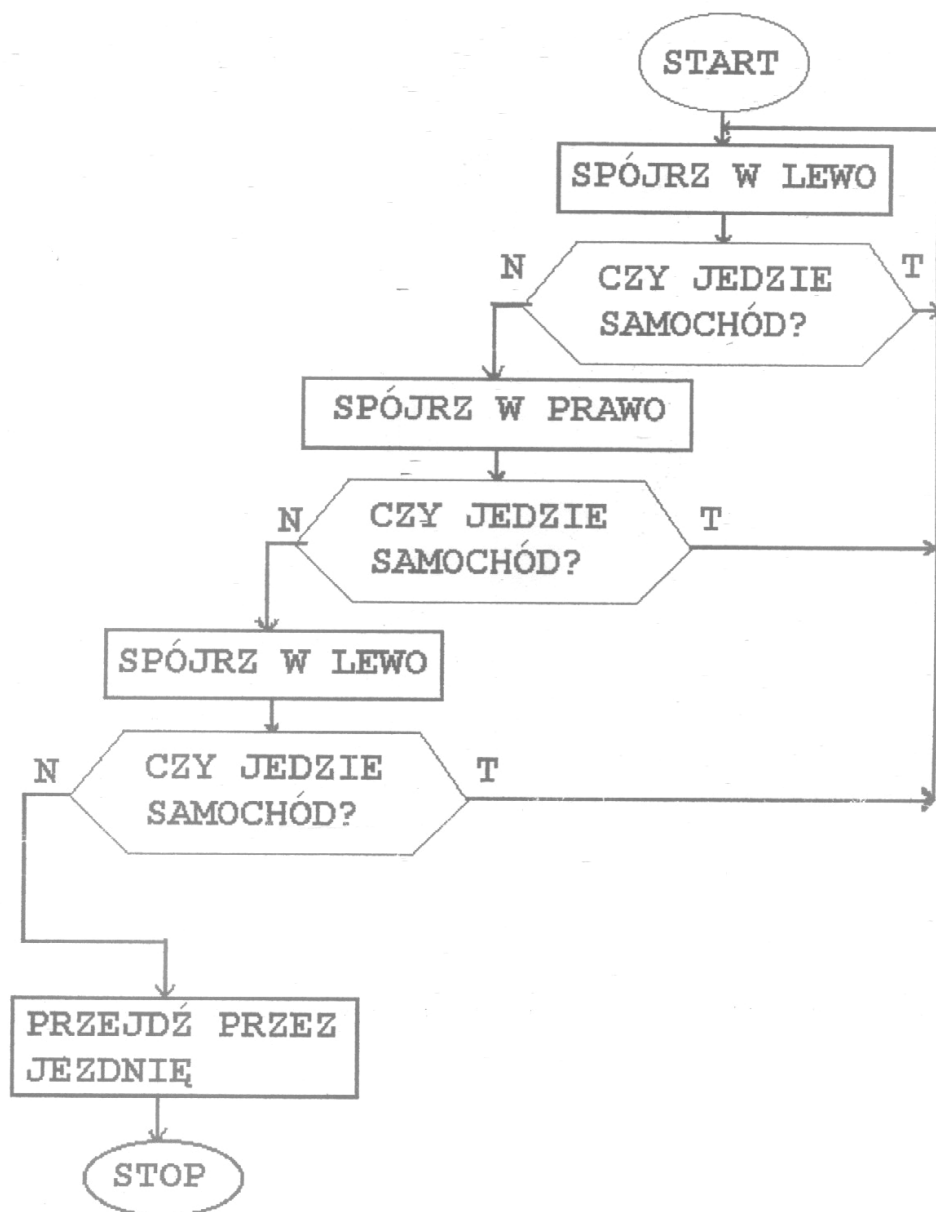 START
SPÓJRZ W LEWO
N
CZY JEDZIE
SAMOCHÓD?
T
SPÓJRZ W PRAWO
N
CZY JEDZIE
SAMOCHÓD?
T
SPÓJRZ W LEWO
N
CZY JEDZIE
SAMOCHÓD?
T
PRZEJDŹ PRZEZ
JEZDNIĘ
STOP